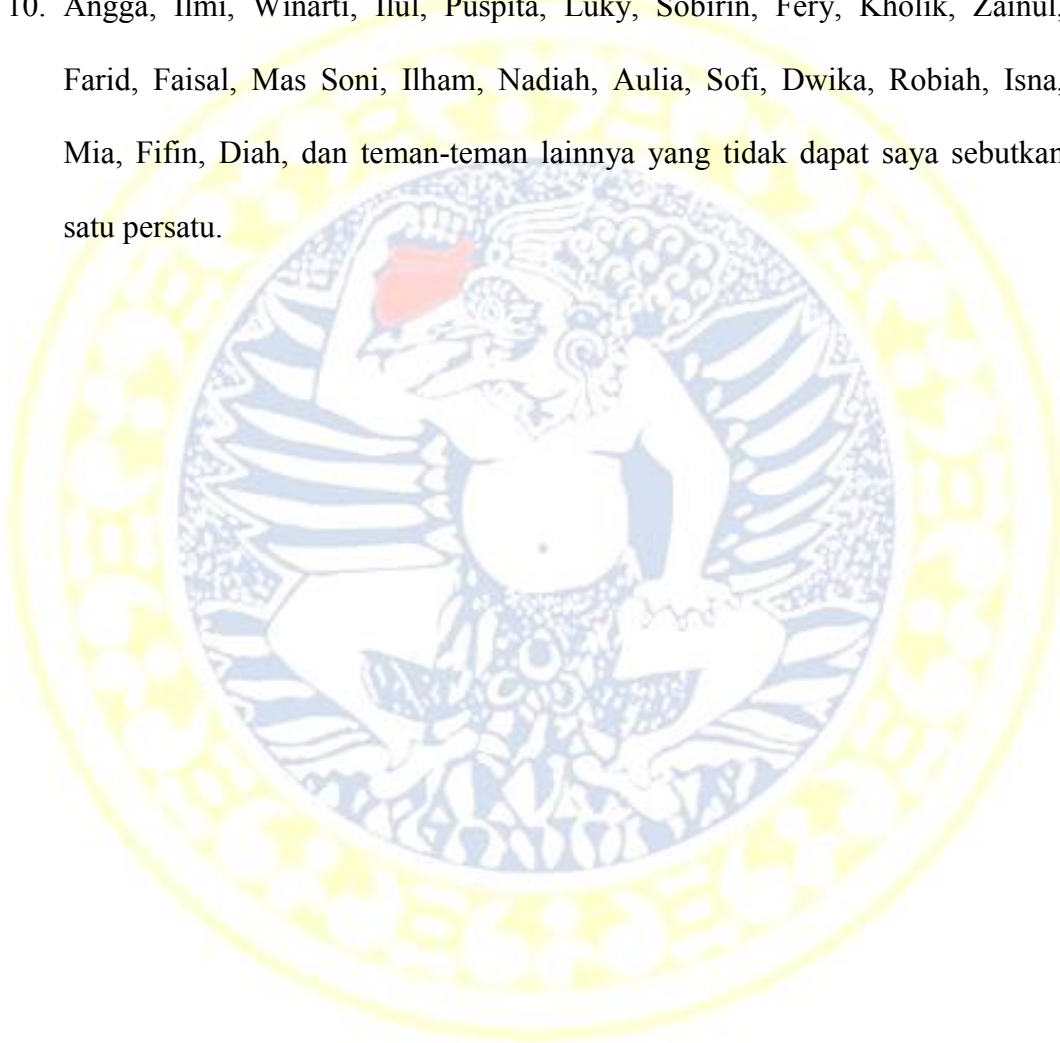 10. Angga, Ilmi, Winarti, Ilul, Puspita, Luky, Sobirin, Fery, Kholik, Zainul,
Farid, Faisal, Mas Soni, Ilham, Nadiah, Aulia, Sofi, Dwika, Robiah, Isna,
Mia, Fifin, Diah, dan teman-teman lainnya yang tidak dapat saya sebutkan
satu persatu.